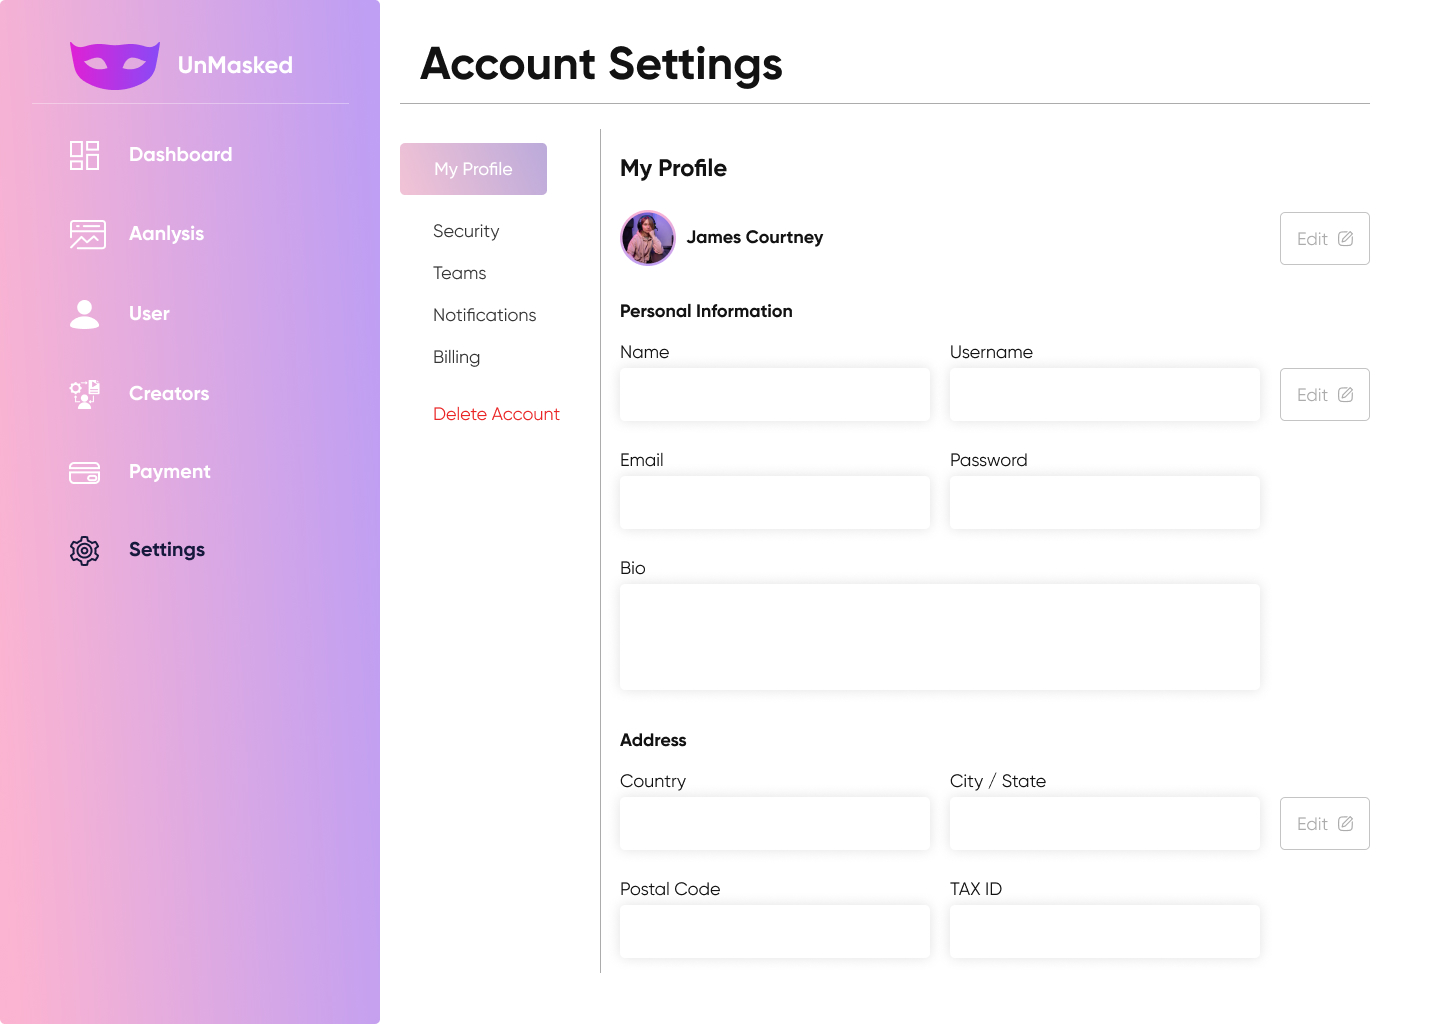 UnMasked
Dashboard
Aanlysis
User
Creators
Payment
Settings
Account Settings
My Profile
Security
Teams
Notifications
Billing
Delete Account
My Profile
James Courtney
Edit
Personal Information
Name
Username
Edit
Email
Password
Bio
Address
Country
City / State
Edit
Postal Code
TAX ID